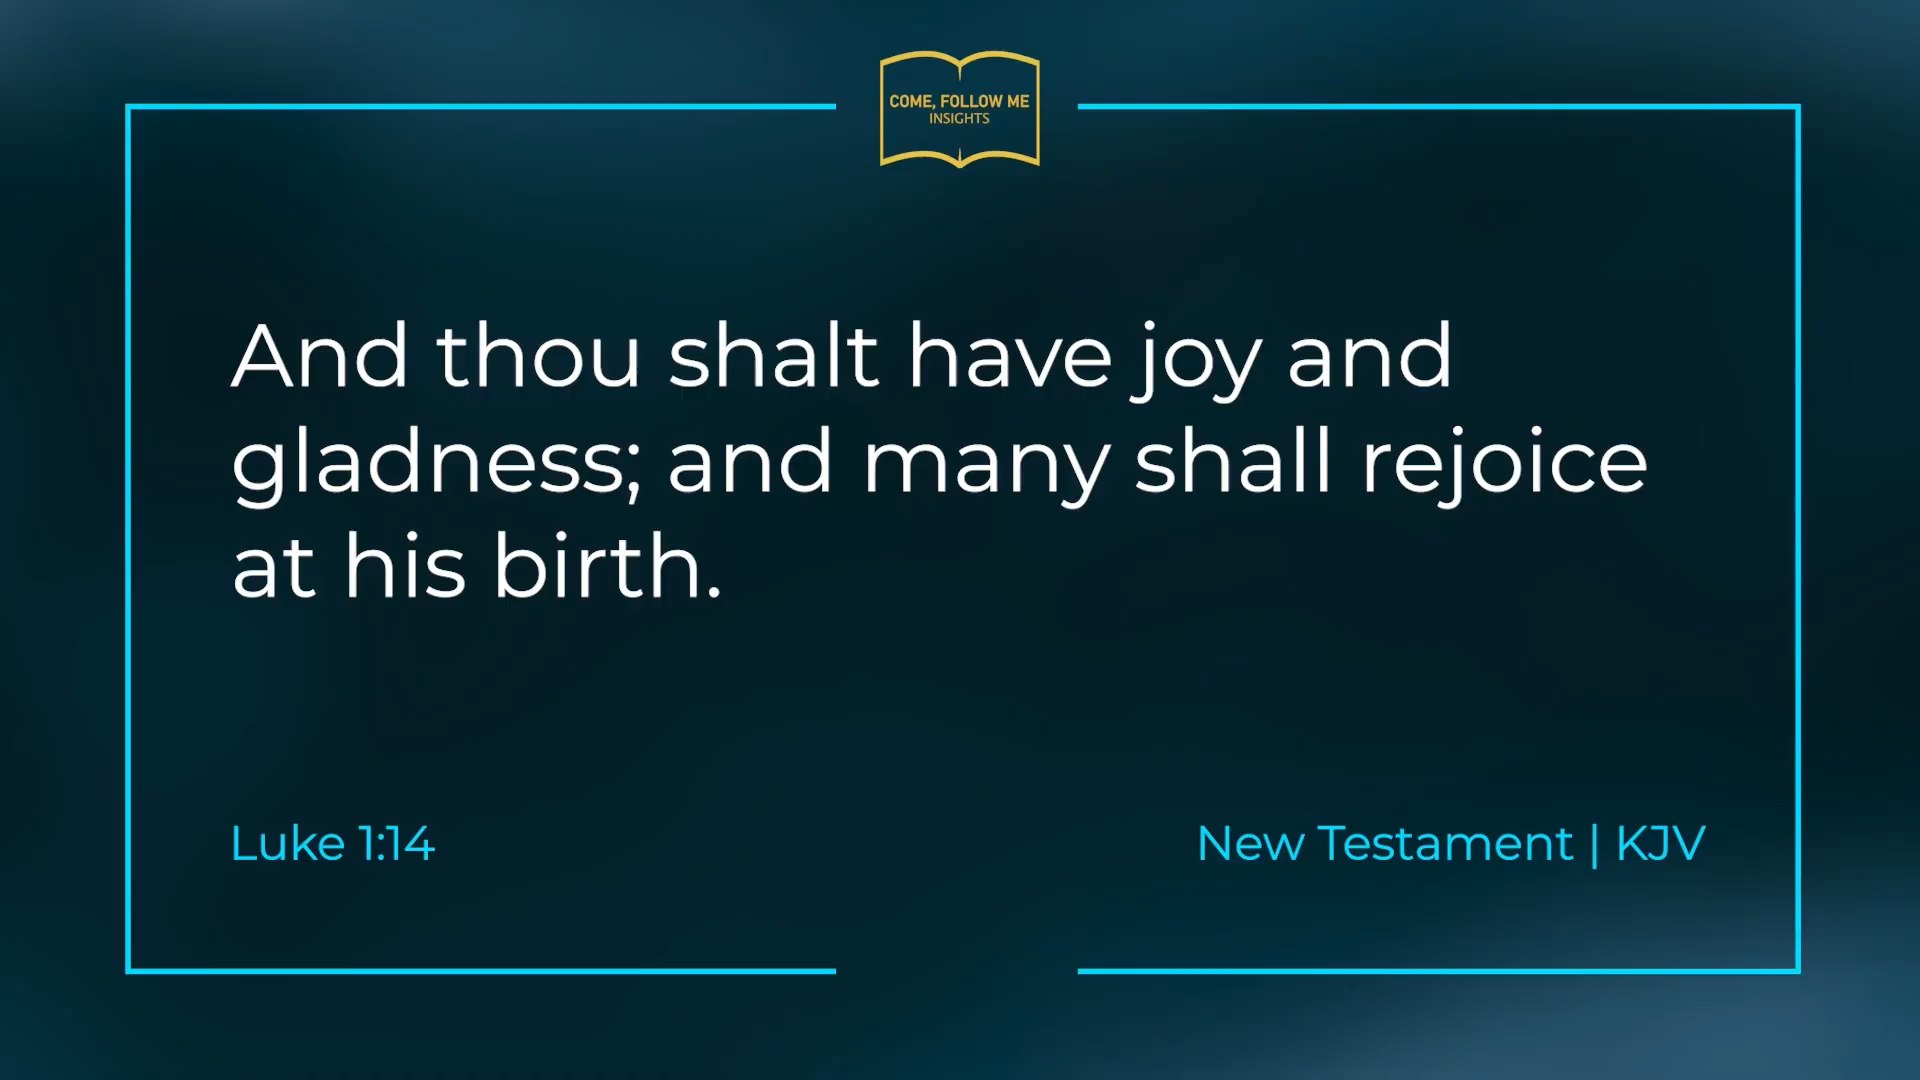 COME, FOLLOW ME
INSIGHTS
And thou shalt have joy and
gladness; and many shall rejoice
at his birth.
Luke 1:14
New Testament | KJV